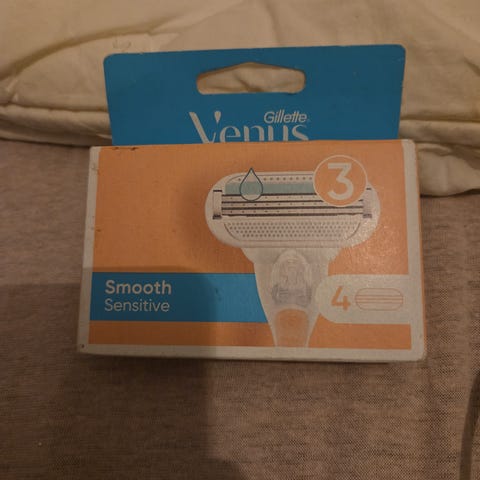 Gillette
Venus
3
Smooth
Sensitive
4